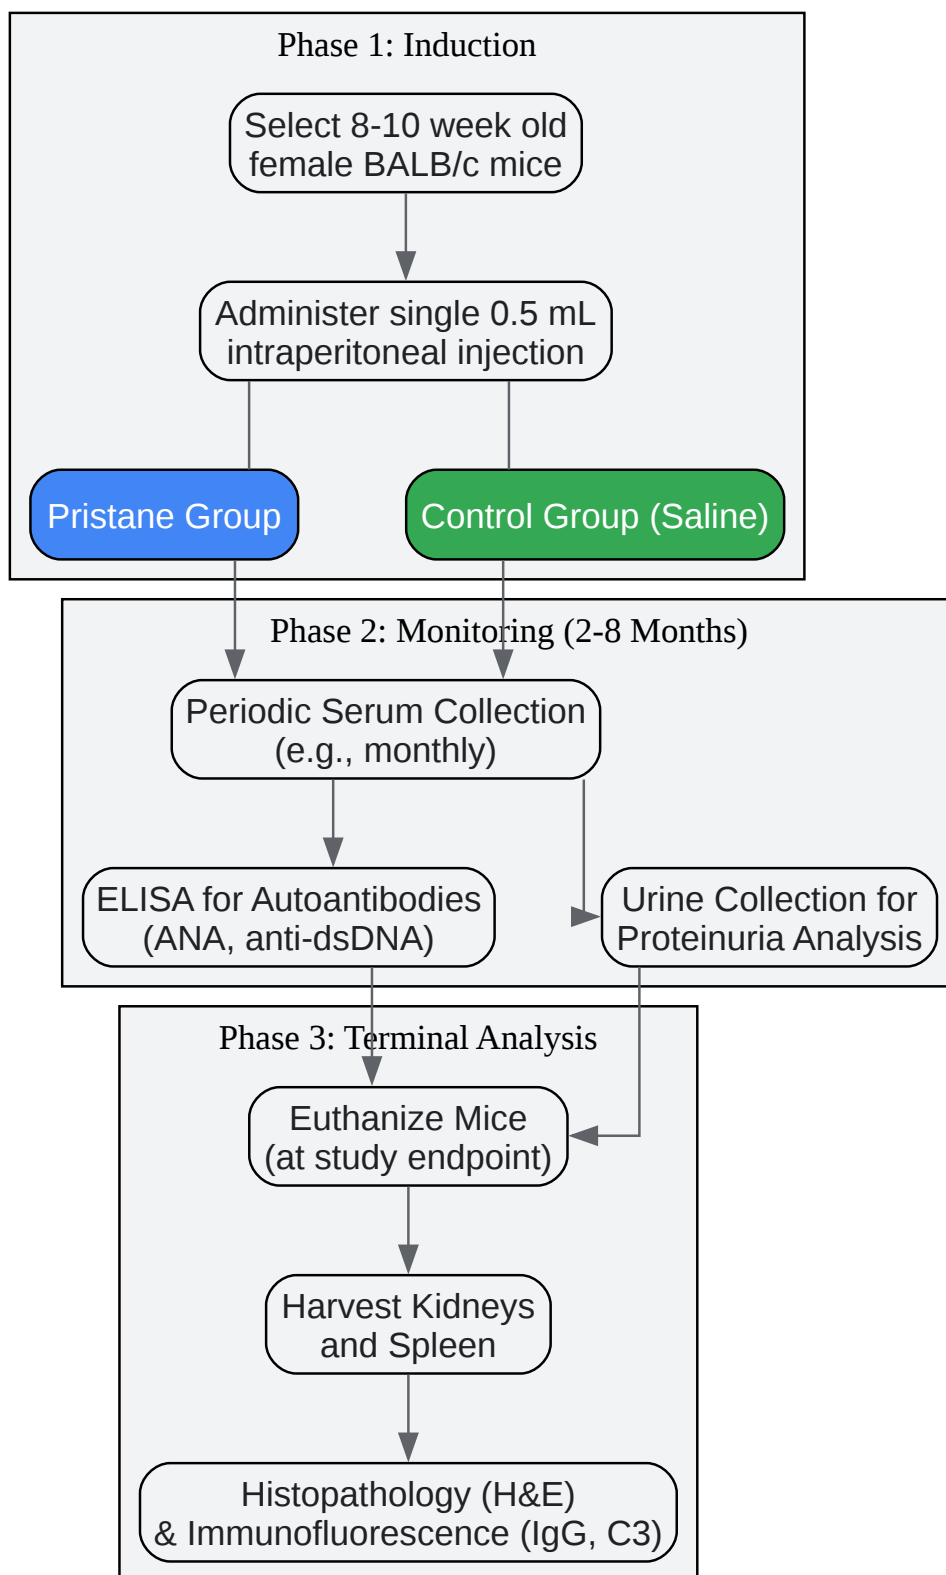 Phase 1: Induction
Select 8-10 week old
female BALB/c mice
Administer single 0.5 mL
intraperitoneal injection
Pristane Group
Control Group (Saline)
Phase 2: Monitoring (2-8 Months)
Periodic Serum Collection
(e.g., monthly)
ELISA for Autoantibodies
(ANA, anti-dsDNA)
Urine Collection for
Proteinuria Analysis
Phase 3: Terminal Analysis
Euthanize Mice
(at study endpoint)
Harvest Kidneys
and Spleen
Histopathology (H&E)
& Immunofluorescence (IgG, C3)